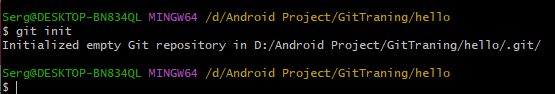 Serg@DESKTOP-BN834QL MINGW64 /d/Android Project/GitTraning/hello
$ git init
Initialized empty Git repository in D:/Android Project/GitTraning/hello/.git/
Serg@DESKTOP-BN834QL MINGW64 /d/Android Project/GitTraning/hello
$